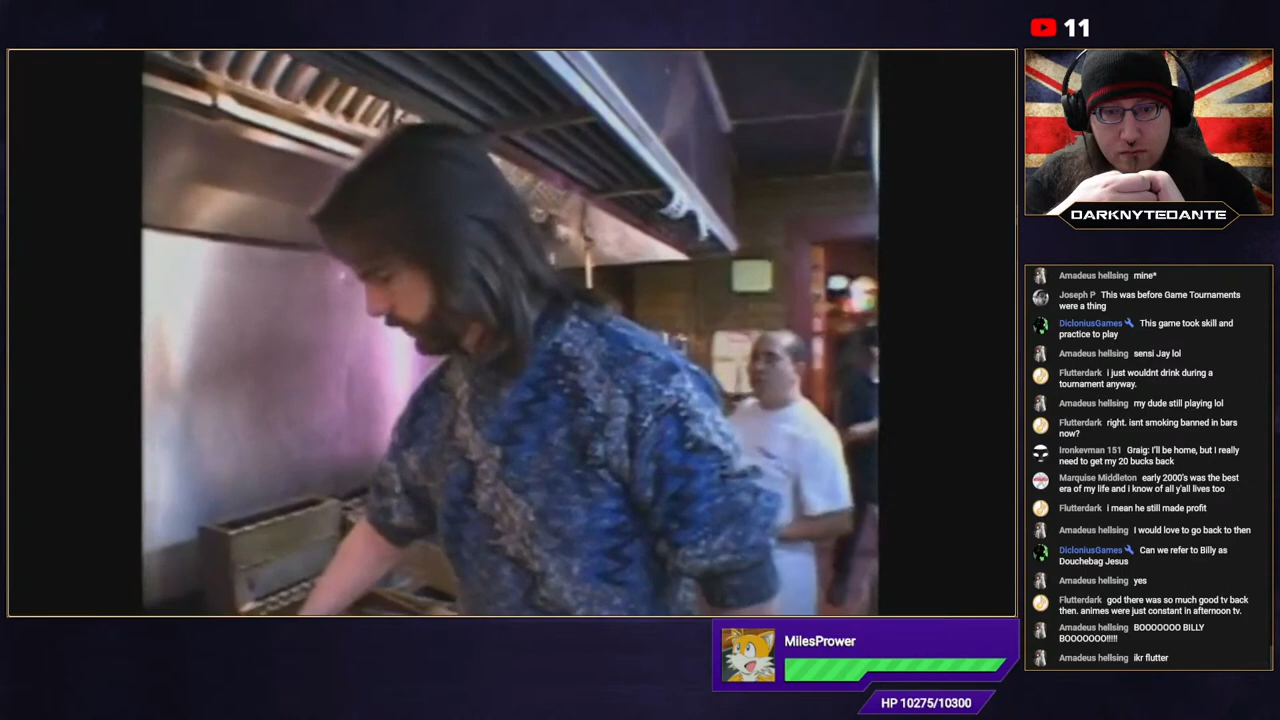 11
DARKNYTEDANTE
Amadeus hellsing mine*
Joseph P This was before Game Tournaments
were a thing
DicloniusGames This game took skill and
practice to play
Amadeus hellsing sensi Jay lol
Flutterdark i just wouldnt drink during a
tournament anyway.
Amadeus hellsing my dude still playing lol
Flutterdark right. isnt smoking banned in bars
now?
Ironkevman 151 Graig: I'll be home, but I really
need to get my 20 bucks back
Marquise Middleton early 2000's was the best
era of my life and i know of all y'all lives too
Flutterdark i mean he still made profit
Amadeus hellsing I would love to go back to then
DicloniusGames Can we refer to Billy as
Douchebag Jesus
Amadeus hellsing yes
Flutterdark god there was so much good tv back
then. animes were just constant in afternoon tv.
Amadeus hellsing BOOOOOOO BILLY
BOOOOOOO!!!!!
Amadeus hellsing ikr flutter
MilesPrower
HP 10275/10300